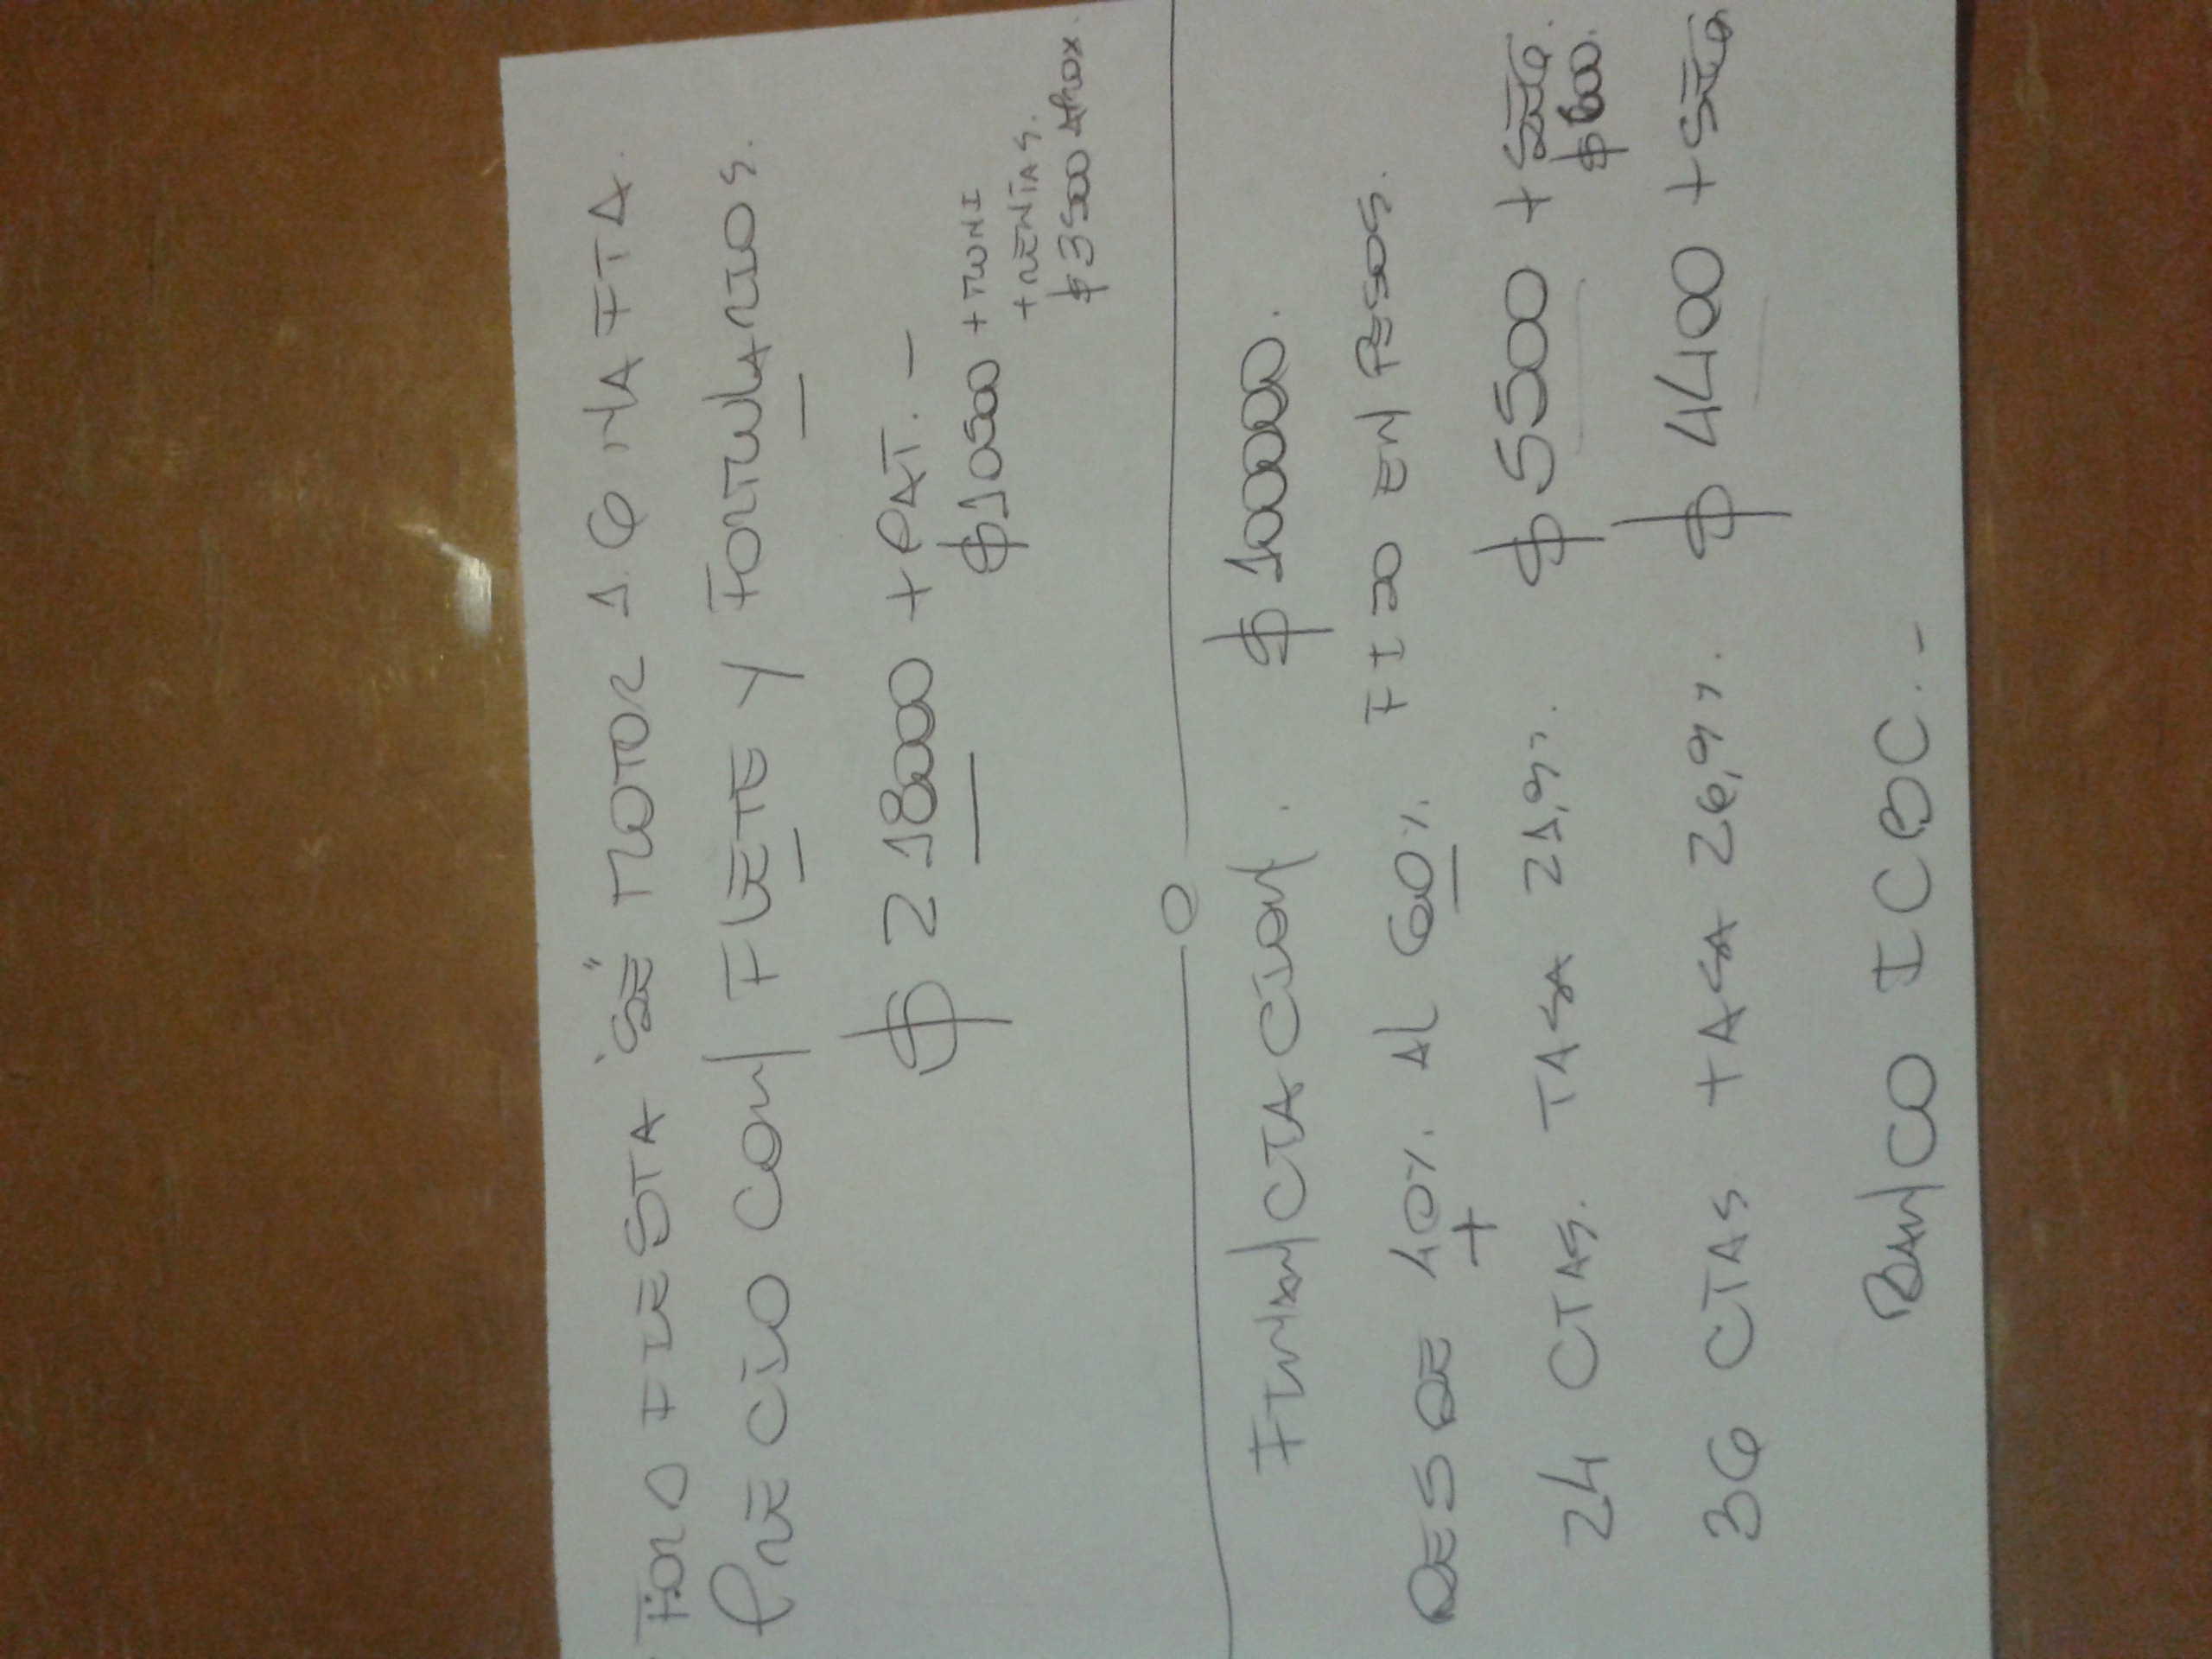 FORD FIESTA "SE" MOTOR 1.6 NAFTA.
PRECIO CON FLETE Y FORMULARIOS.
$ 218000 + PAT. -
$10500 + MUNI
+ RENTAS.
$3500 APROX.
FINANCIACION. $ 100000.
DESDE 40% AL 60% FIJO EN PESOS.
+
24 CTAS. TASA 21,9%. $ 5500 + SEG.
$600.
36 CTAS TASA 26,9%. $ 4400 + SEG
BANCO ICBC. -